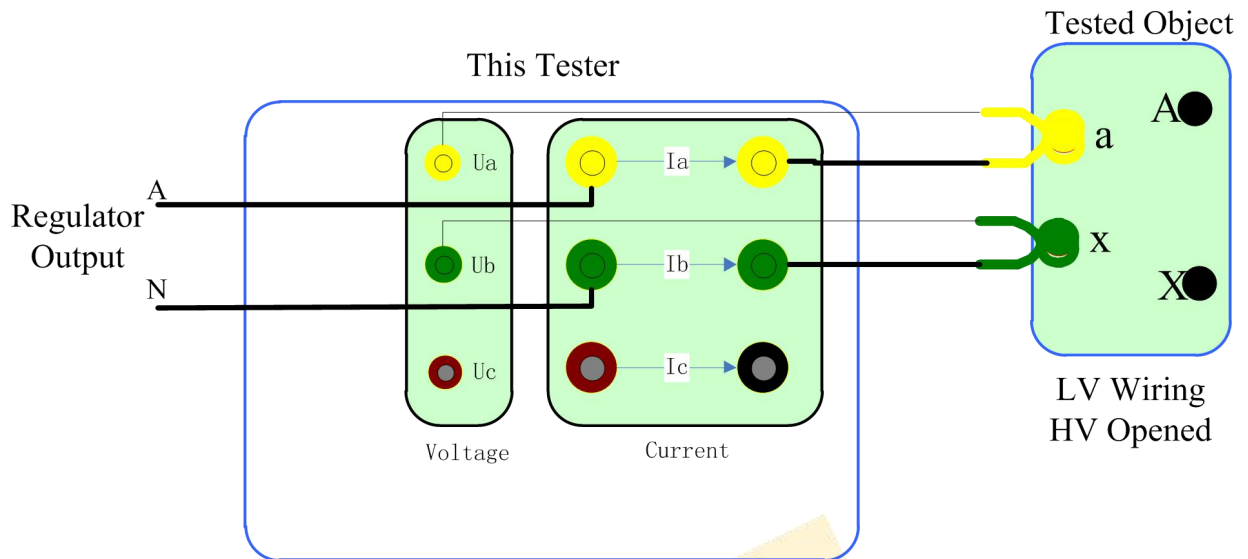 Tested Object
This Tester
A
a
Ua
Ia
A
Regulator
Output
x
Ub
Ib
N
X
Uc
Ic
LV Wiring
HV Opened
Voltage
Current